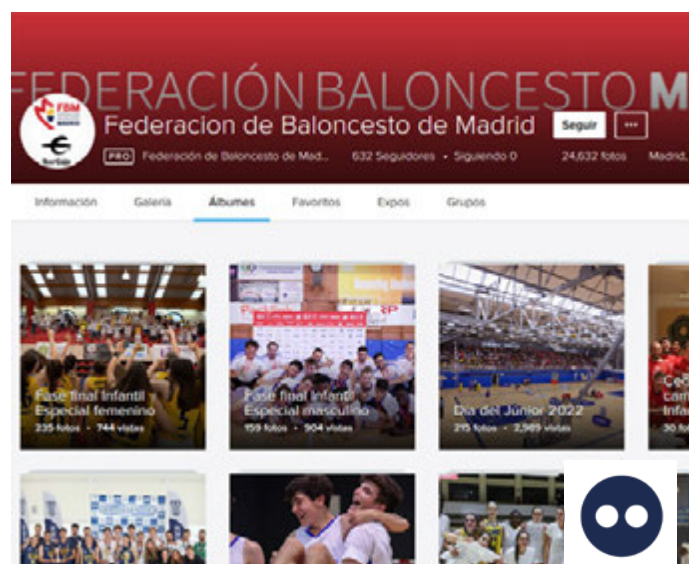 FEDERACIÓN BALONCESTO M
FBM
Federacion de Baloncesto de Madrid
Seguir
PRO Federación de Baloncesto de Mad... 632 Seguidores • Siguiendo 0 24,632 fotos Madrid,
Información Galería Álbumes Favoritos Expos Grupos
Fase final Infantil
Especial femenino
235 fotos • 744 vistas
Fase final Infantil
Especial masculino
159 fotos • 904 vistas
Día del Júnior 2022
215 fotos • 2,989 vistas